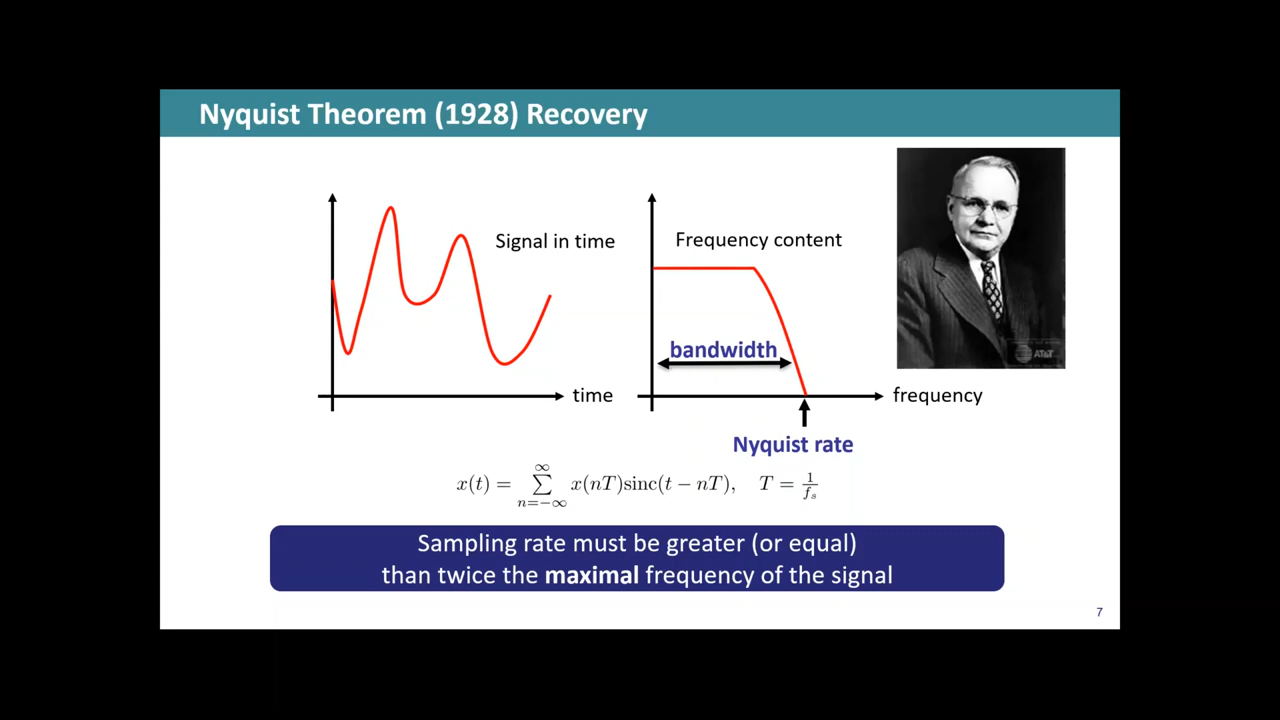 Nyquist Theorem (1928) Recovery
Signal in time
Frequency content
AT&T
bandwidth
time
frequency
Nyquist rate
x(t) = ∑_{n=−∞}^{∞} x(nT)sinc(t − nT), T = 1/f_s
Sampling rate must be greater (or equal)
than twice the maximal frequency of the signal
7